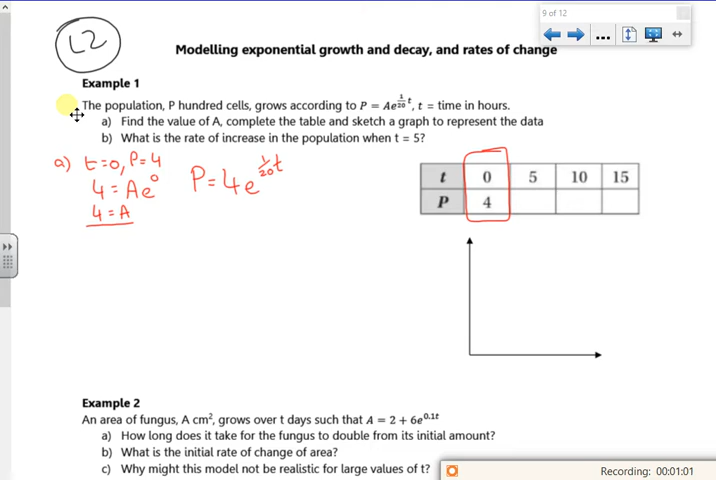 9 of 12
L2
Modelling exponential growth and decay, and rates of change
Example 1
The population, P hundred cells, grows according to P = Ae^(1/20 t), t = time in hours.
a) Find the value of A, complete the table and sketch a graph to represent the data
b) What is the rate of increase in the population when t = 5?
a) t=0, P=4
4 = Ae^0
4 = A
P = 4e^(1/20 t)
t 0 5 10 15
P 4
Example 2
An area of fungus, A cm², grows over t days such that A = 2 + 6e^(0.1t)
a) How long does it take for the fungus to double from its initial amount?
b) What is the initial rate of change of area?
c) Why might this model not be realistic for large values of t?
Recording: 00:01:01